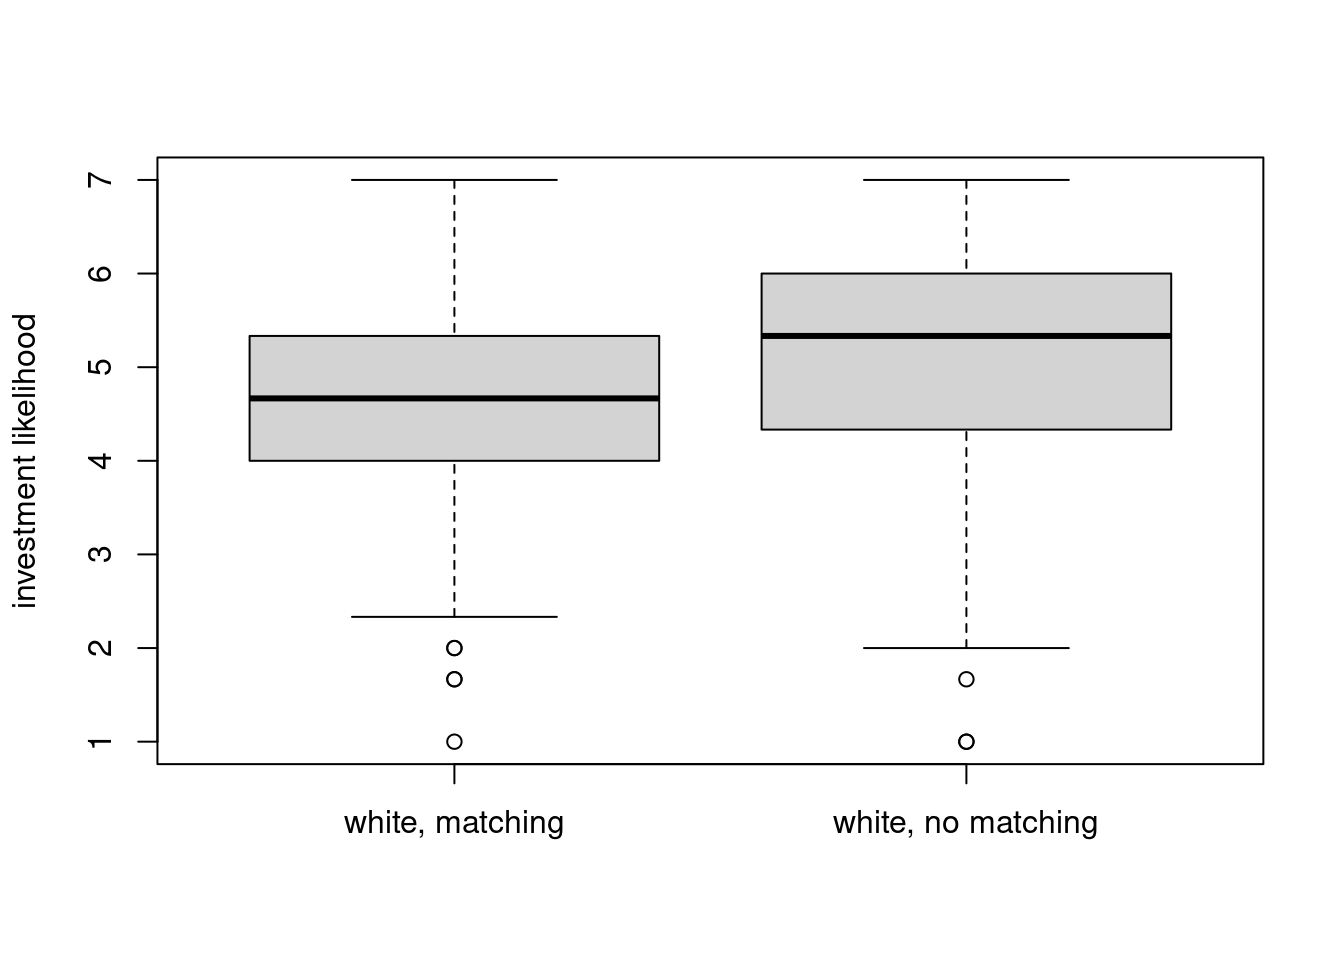 investment likelihood
7
6
5
4
3
2
1
white, matching
white, no matching